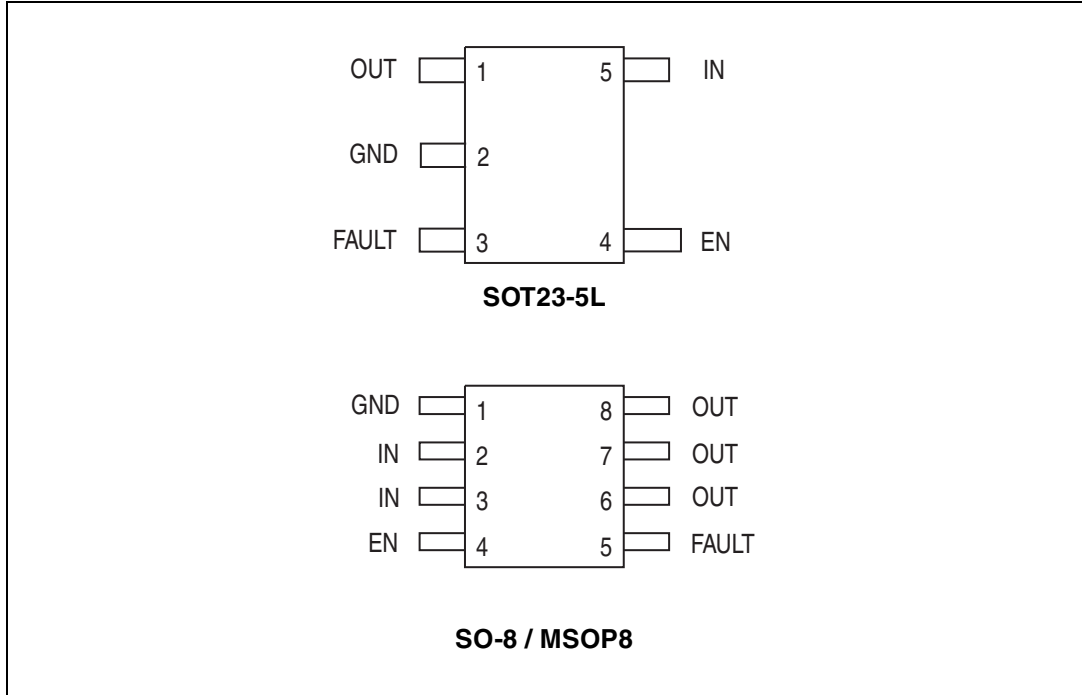 OUT 1 5 IN
GND 2
FAULT 3 4 EN
SOT23-5L
GND 1 8 OUT
IN 2 7 OUT
IN 3 6 OUT
EN 4 5 FAULT
SO-8 / MSOP8